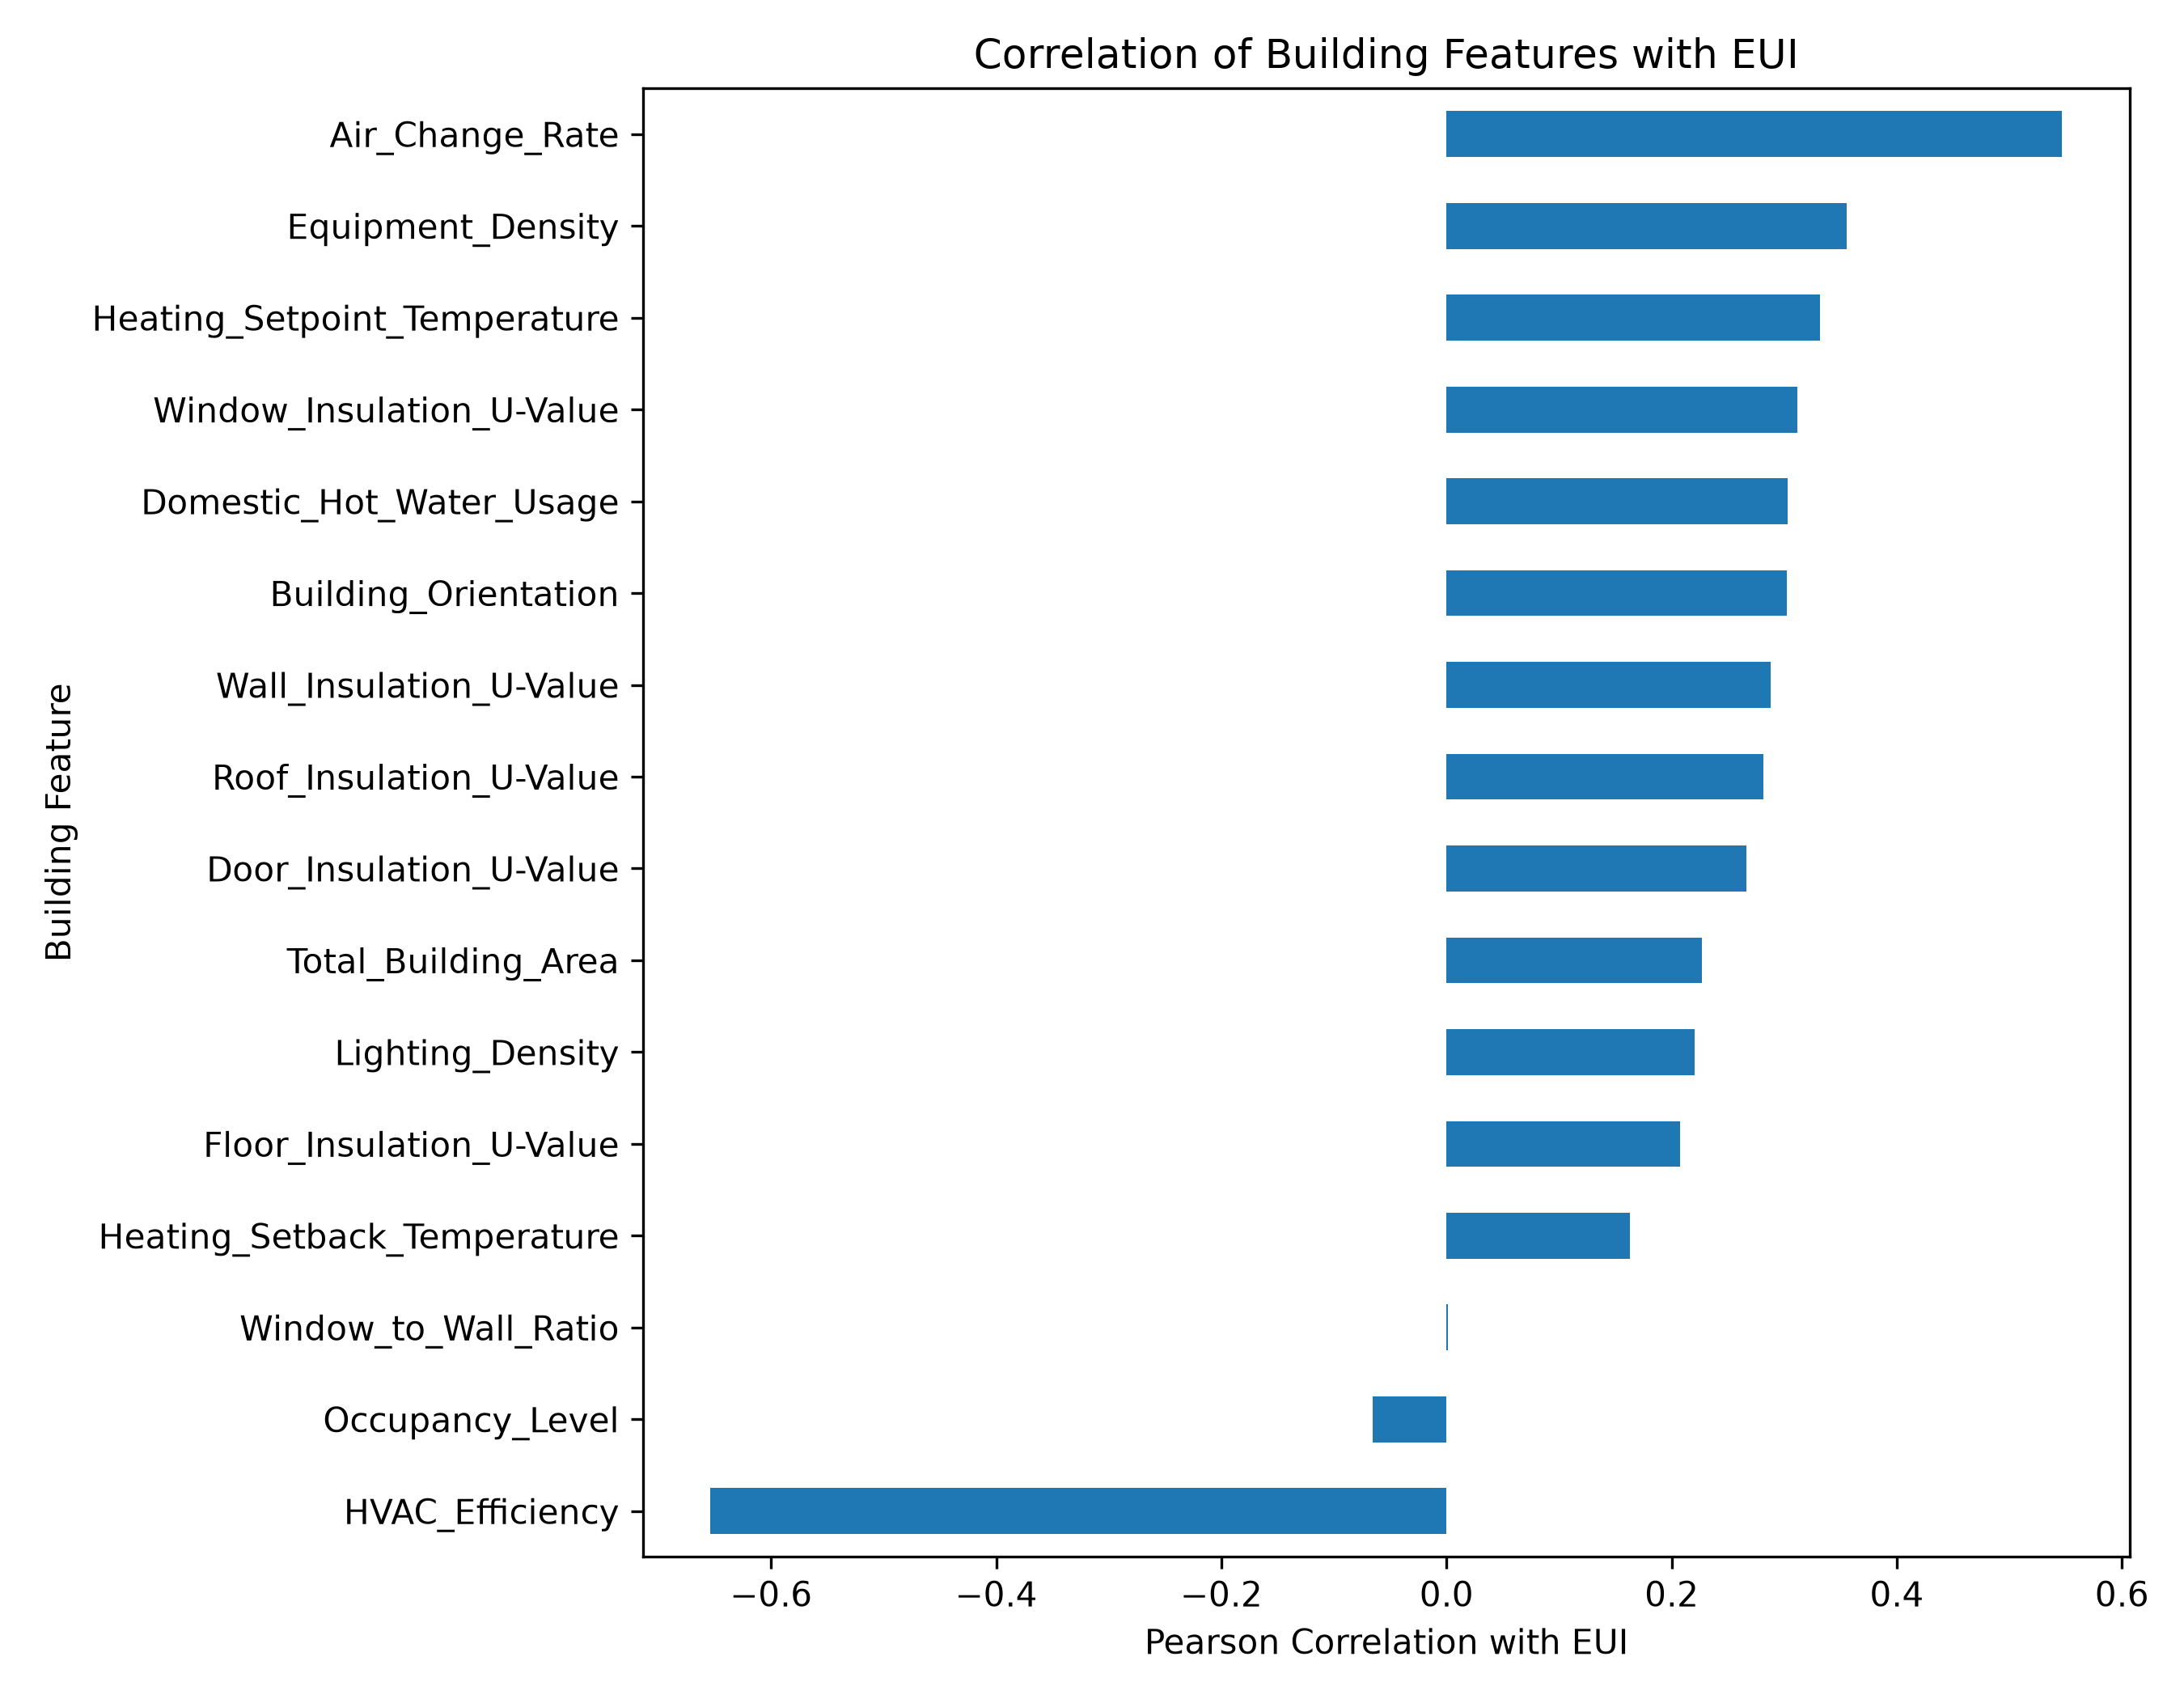 Correlation of Building Features with EUI
Building Feature
Air_Change_Rate
Equipment_Density
Heating_Setpoint_Temperature
Window_Insulation_U-Value
Domestic_Hot_Water_Usage
Building_Orientation
Wall_Insulation_U-Value
Roof_Insulation_U-Value
Door_Insulation_U-Value
Total_Building_Area
Lighting_Density
Floor_Insulation_U-Value
Heating_Setback_Temperature
Window_to_Wall_Ratio
Occupancy_Level
HVAC_Efficiency
−0.6 −0.4 −0.2 0.0 0.2 0.4 0.6
Pearson Correlation with EUI